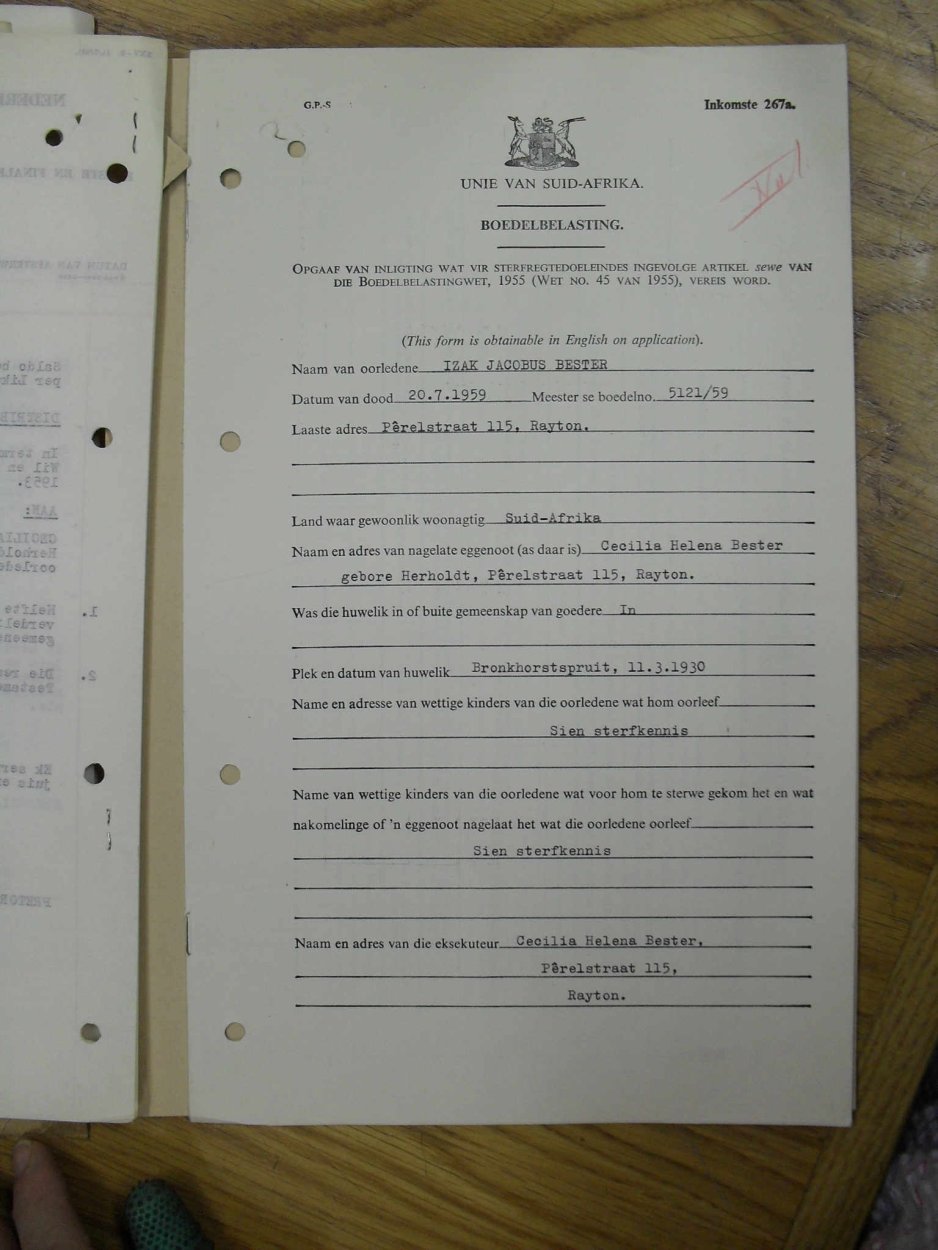 G.P.-S
Inkomste 267a.
Nul
UNIE VAN SUID-AFRIKA.
BOEDELBELASTING.
OPGAAF VAN INLIGTING WAT VIR STERFREGTEDOELEINDES INGEVOLGE ARTIKEL sewe VAN
DIE BOEDELBELASTINGWET, 1955 (WET NO. 45 VAN 1955), VEREIS WORD.
(This form is obtainable in English on application).
Naam van oorledene IZAK JACOBUS BESTER
Datum van dood 20.7.1959 Meester se boedelno. 5121/59
Laaste adres Pêrelstraat 115, Rayton.
Land waar gewoonlik woonagtig Suid-Afrika
Naam en adres van nagelate eggenoot (as daar is) Cecilia Helena Bester
gebore Herholdt, Pêrelstraat 115, Rayton.
Was die huwelik in of buite gemeenskap van goedere In
Plek en datum van huwelik Bronkhorstspruit, 11.3.1930
Name en adresse van wettige kinders van die oorledene wat hom oorleef
Sien sterfkennis
Name van wettige kinders van die oorledene wat voor hom te sterwe gekom het en wat
nakomelinge of 'n eggenoot nagelaat het wat die oorledene oorleef
Sien sterfkennis
Naam en adres van die eksekuteur Cecilia Helena Bester,
Pêrelstraat 115,
Rayton.